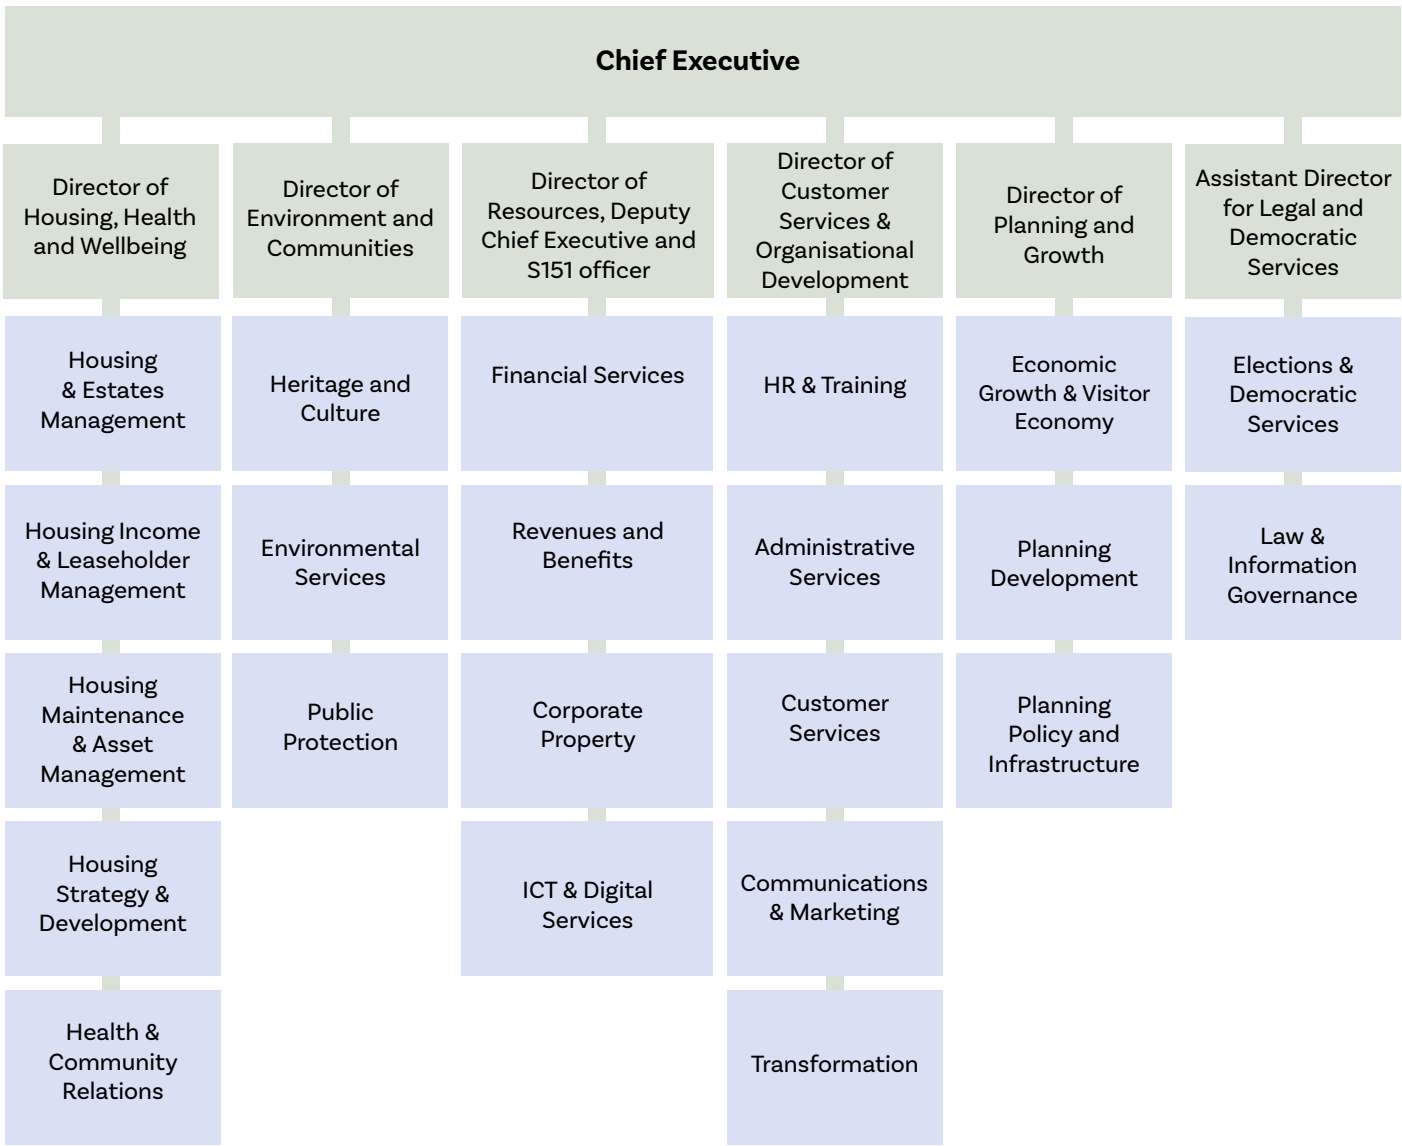 Chief Executive
Director of
Housing, Health
and Wellbeing
Director of
Environment and
Communities
Director of
Resources, Deputy
Chief Executive and
S151 officer
Director of
Customer
Services &
Organisational
Development
Director of
Planning and
Growth
Assistant Director
for Legal and
Democratic
Services
Housing
& Estates
Management
Heritage and
Culture
Financial Services
HR & Training
Economic
Growth & Visitor
Economy
Elections &
Democratic
Services
Housing Income
& Leaseholder
Management
Environmental
Services
Revenues and
Benefits
Administrative
Services
Planning
Development
Law &
Information
Governance
Housing
Maintenance
& Asset
Management
Public
Protection
Corporate
Property
Customer
Services
Planning
Policy and
Infrastructure
Housing
Strategy &
Development
ICT & Digital
Services
Communications
& Marketing
Health &
Community
Relations
Transformation